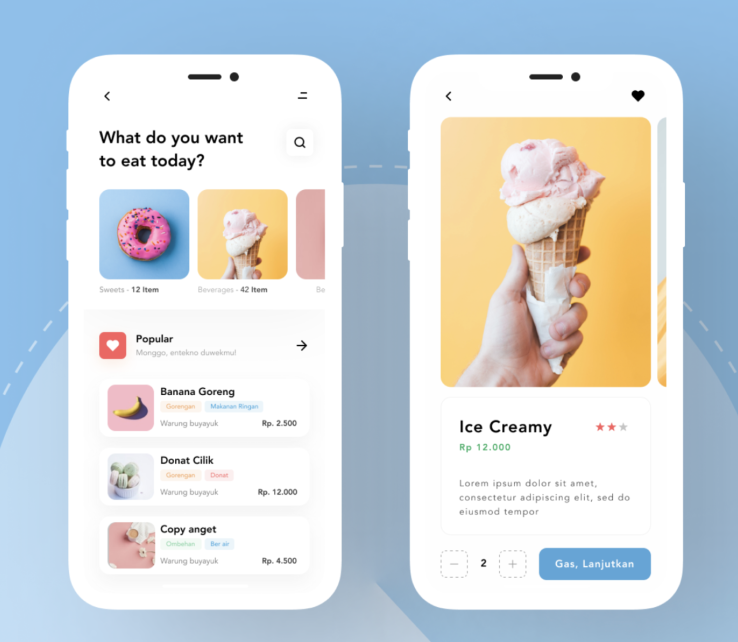 What do you want
to eat today?
Sweets - 12 Item
Beverages - 42 Item
Be
Popular
Monggo, entekno duwekmu!
Banana Goreng
Gorengan
Makanan Ringan
Warung buyayuk
Rp. 2.500
Donat Cilik
Gorengan
Donat
Warung buyayuk
Rp. 12.000
Copy anget
Ombehan
Ber air
Warung buyayuk
Rp. 4.500
Ice Creamy
Rp 12.000
Lorem ipsum dolor sit amet,
consectetur adipiscing elit, sed do
eiusmod tempor
2
Gas, Lanjutkan